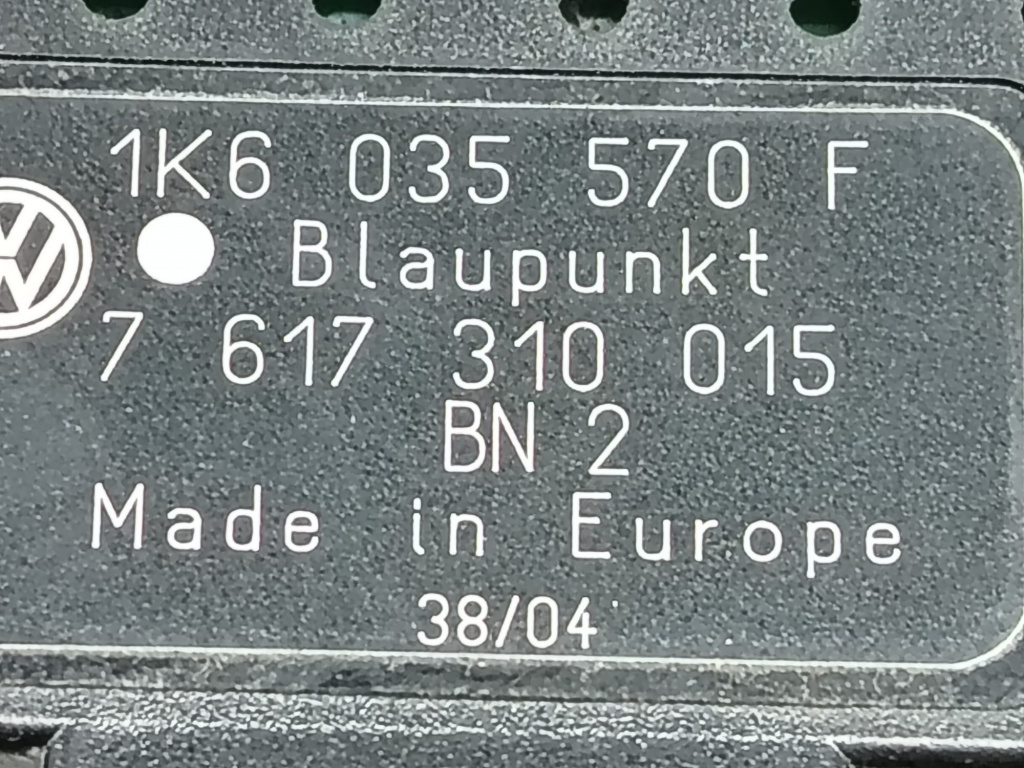 1K6 035 570 F
Blaupunkt
7 617 310 015
BN 2
Made in Europe
38/04